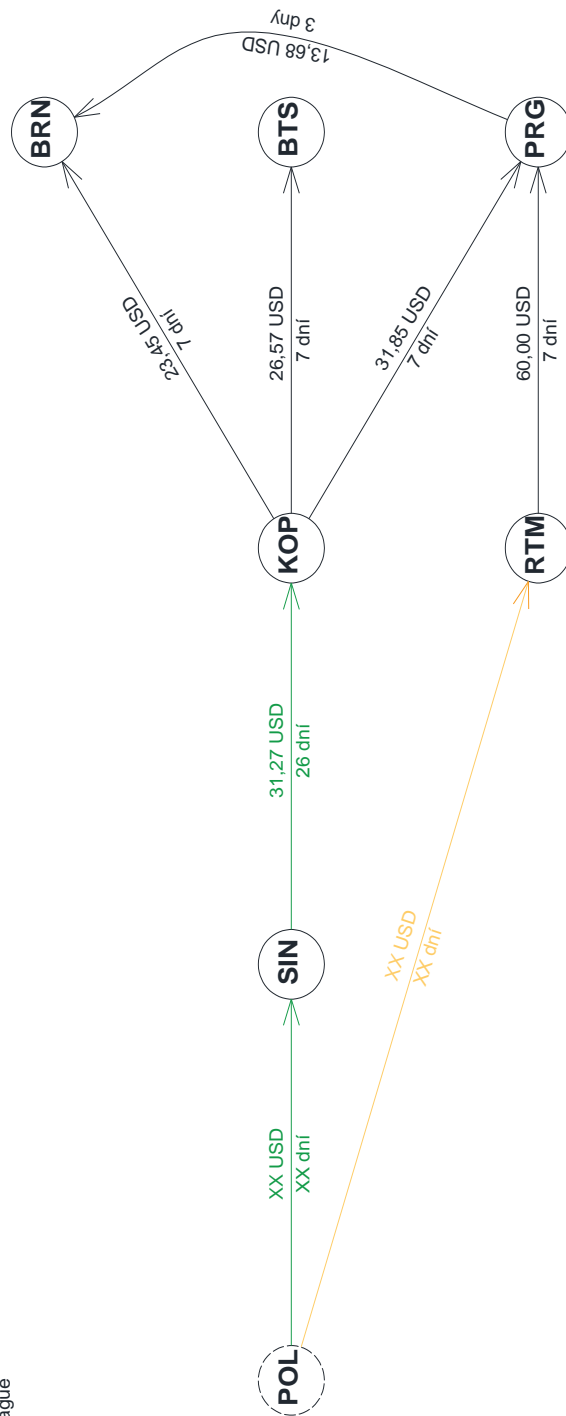 BRN
BTS
PRG
3 dny
13,68 USD
23,45 USD
7 dní
26,57 USD
7 dní
31,85 USD
7 dní
60,00 USD
7 dní
KOP
RTM
31,27 USD
26 dní
SIN
XX USD
XX dní
XX USD
XX dní
POL
ague